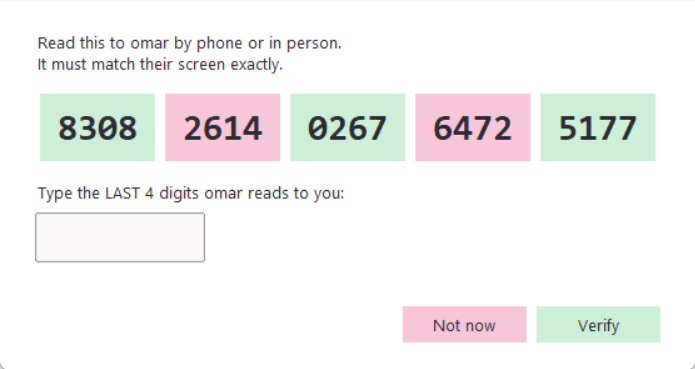 Read this to omar by phone or in person.
It must match their screen exactly.
8308 2614 0267 6472 5177
Type the LAST 4 digits omar reads to you:
Not now Verify